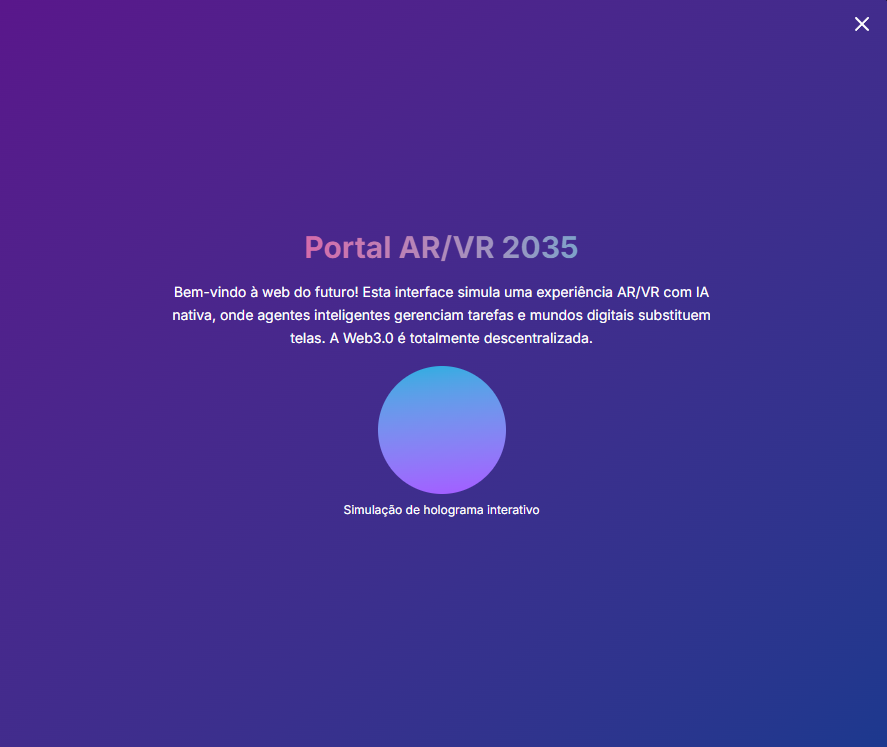 Portal AR/VR 2035
Bem-vindo à web do futuro! Esta interface simula uma experiência AR/VR com IA
nativa, onde agentes inteligentes gerenciam tarefas e mundos digitais substituem
telas. A Web3.0 é totalmente descentralizada.
Simulação de holograma interativo